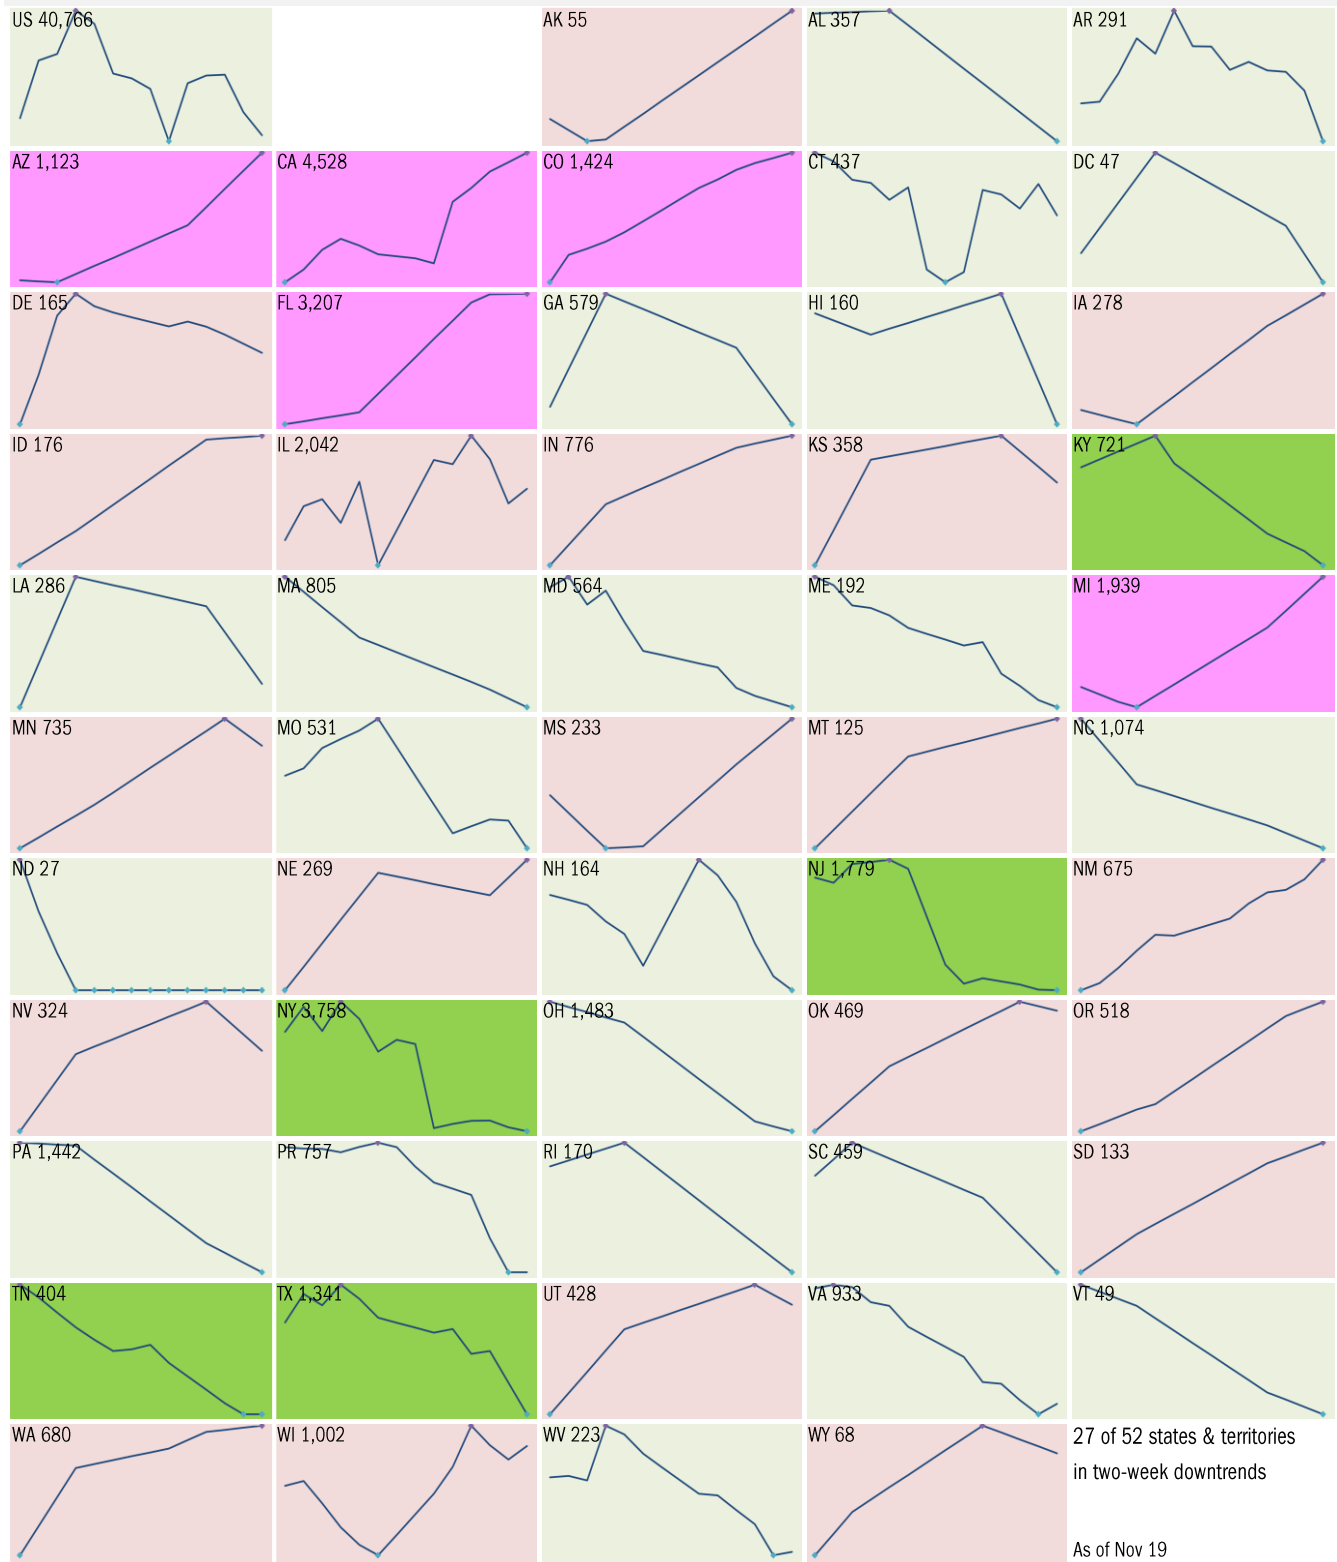 US 40,766
AK 55
AL 357
AR 291
AZ 1,123
CA 4,528
CO 1,424
CT 437
DC 47
DE 165
FL 3,207
GA 579
HI 160
IA 278
ID 176
IL 2,042
IN 776
KS 358
KY 721
LA 286
MA 805
MD 564
ME 192
MI 1,939
MN 735
MO 531
MS 233
MT 125
NC 1,074
ND 27
NE 269
NH 164
NJ 1,779
NM 675
NV 324
NY 3,758
OH 1,483
OK 469
OR 518
PA 1,442
PR 757
RI 170
SC 459
SD 133
TN 404
TX 1,341
UT 428
VA 933
VT 49
WA 680
WI 1,002
WV 223
WY 68
27 of 52 states & territories
in two-week downtrends
As of Nov 19